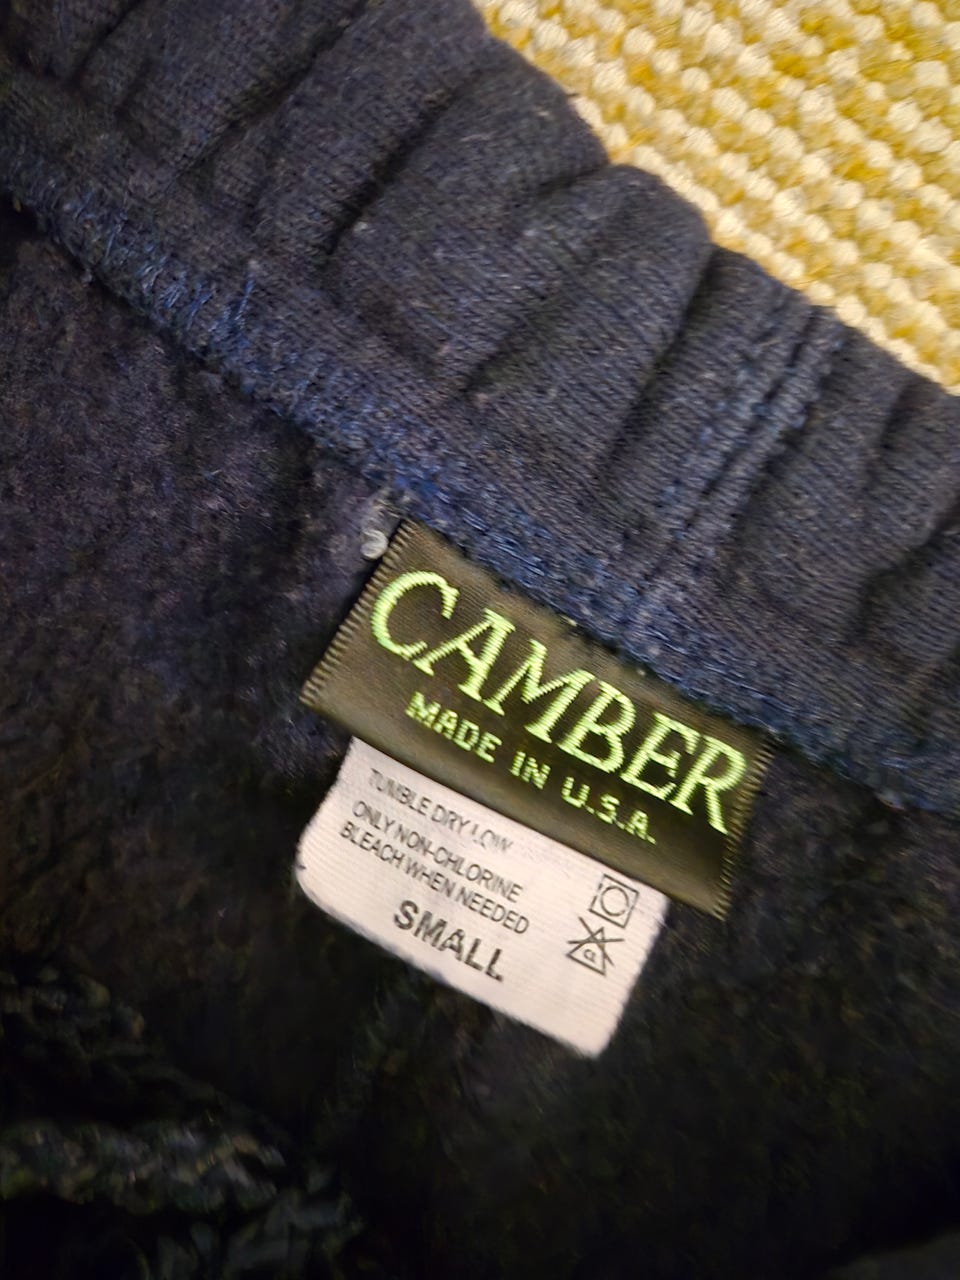 CAMBER
MADE IN U.S.A.
TUMBLE DRY LOW
ONLY NON-CHLORINE
BLEACH WHEN NEEDED
SMALL